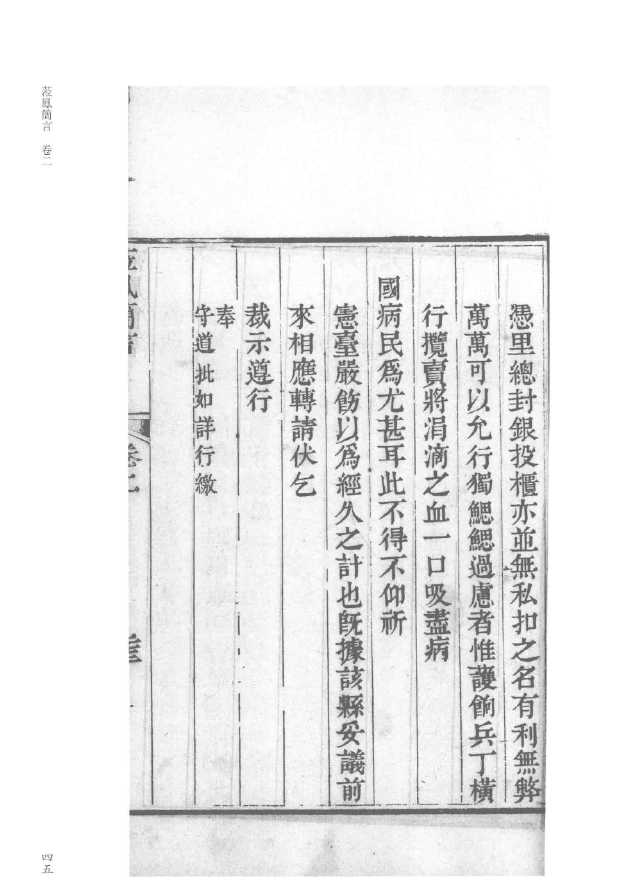 憑里總封銀投櫃亦並無私扣之名有利無弊
萬萬可以允行獨鰓鰓過慮者惟護餉兵丁橫
行攬賣將涓滴之血一口吸盡病
國病民爲尤甚耳此不得不仰祈
憲臺嚴飭以爲經久之計也旣據該縣妥議前
來相應轉請伏乞
裁示遵行
奉
守道批如詳行繳
蒞鳳簡言 卷二
四五